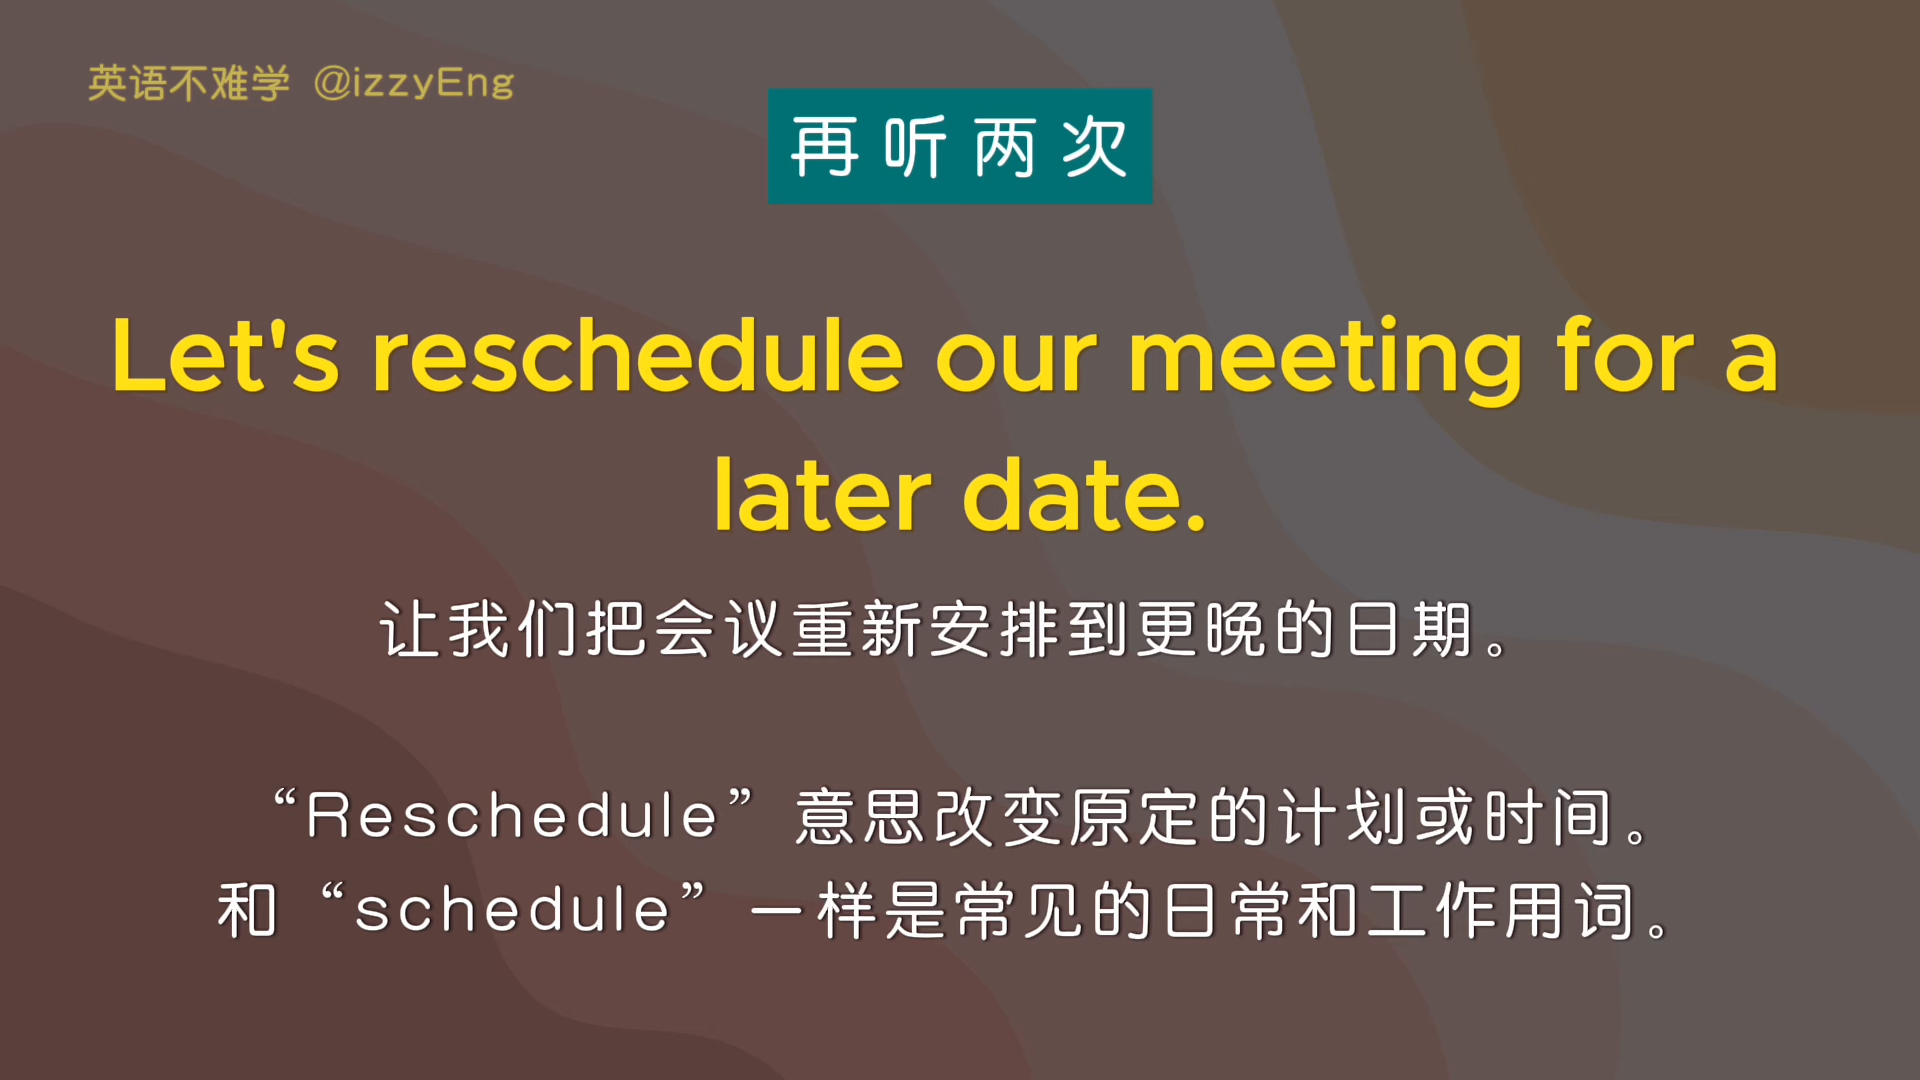 英语不难学 @izzyEng
再听两次
Let's reschedule our meeting for a
later date.
让我们把会议重新安排到更晚的日期。
“Reschedule”意思改变原定的计划或时间。
和“schedule”一样是常见的日常和工作用词。